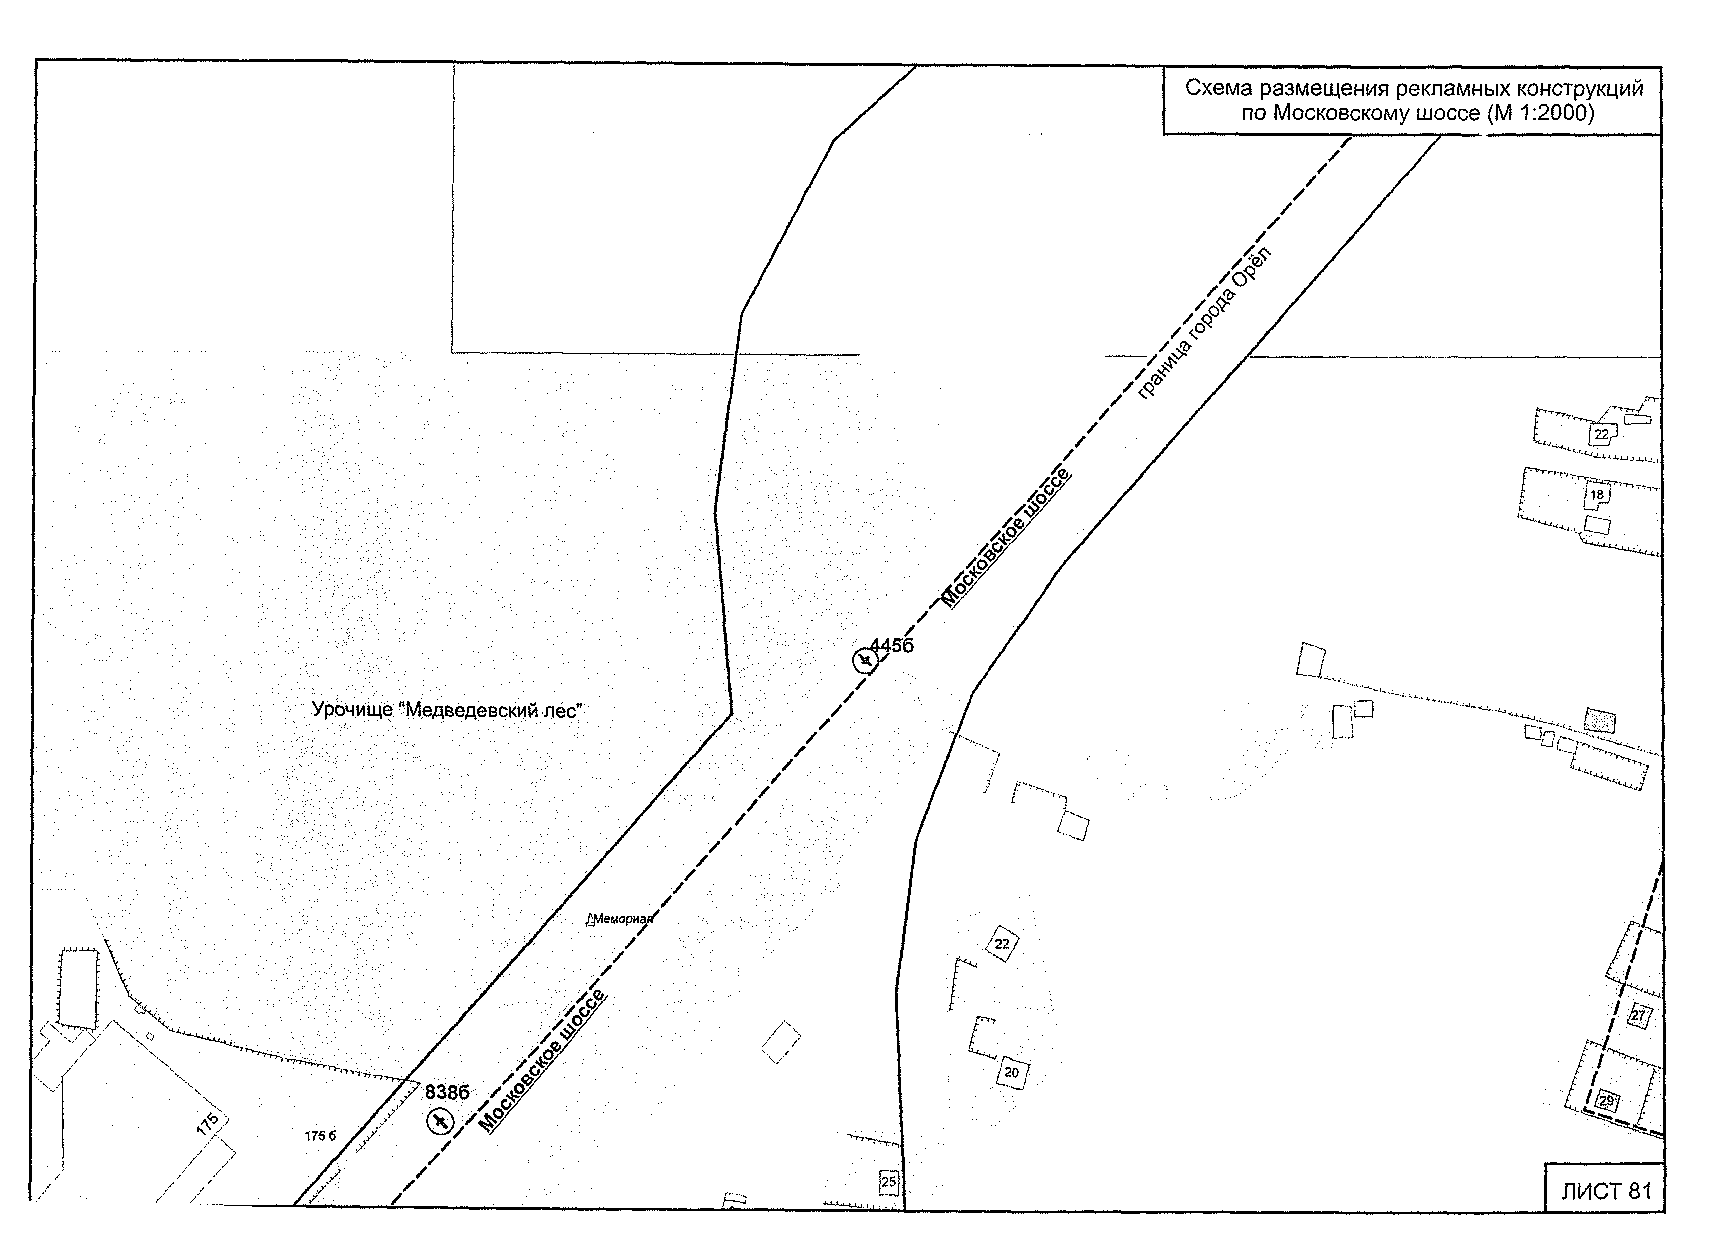 Схема размещения рекламных конструкций
по Московскому шоссе (М 1:2000)
граница города Орёл
22
18
Московское шоссе
445б
Урочище "Медведевский лес"
Мемориал
22
27
Московское шоссе
20
838б
29
175
175 б
25
ЛИСТ 81